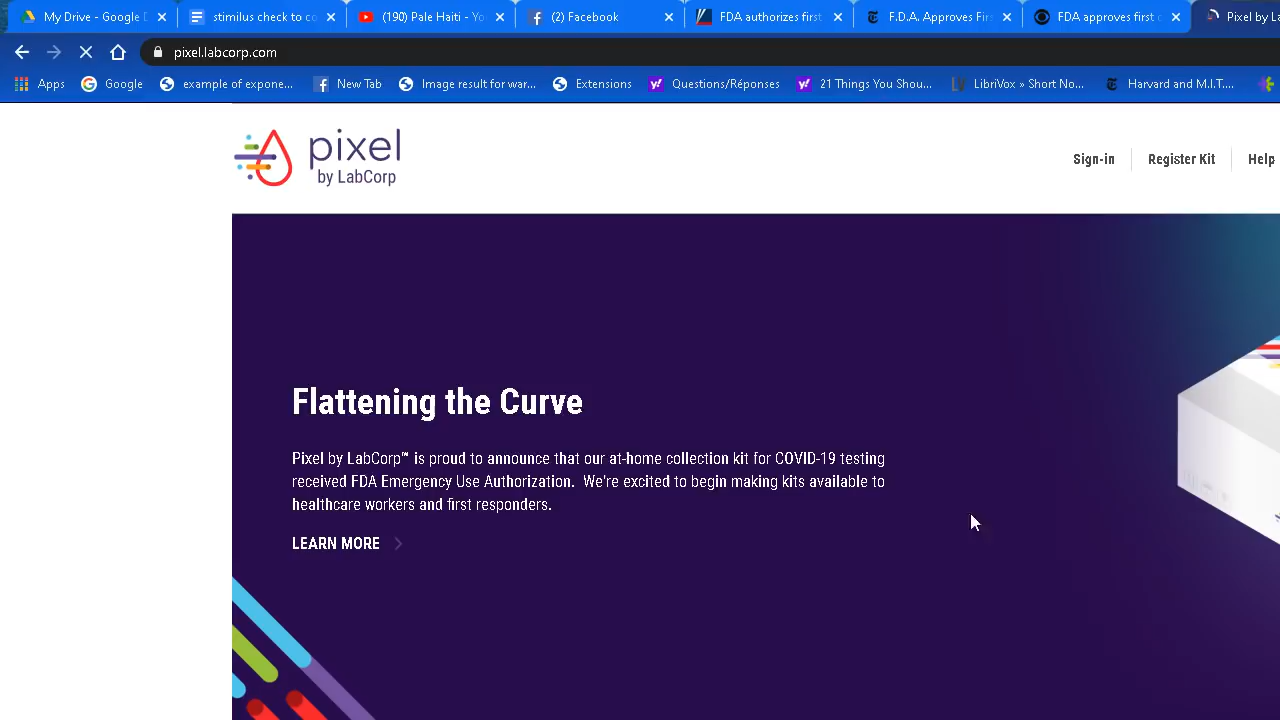 My Drive - Google D
stimilus check to co
(190) Pale Haiti - Yo
(2) Facebook
FDA authorizes first
F.D.A. Approves Firs
FDA approves first c
Pixel by La
pixel.labcorp.com
Apps
Google
example of expone...
New Tab
Image result for war...
Extensions
Questions/Réponses
21 Things You Shou...
LibriVox » Short No...
Harvard and M.I.T....
pixel
by LabCorp
Sign-in
Register Kit
Help
Flattening the Curve
Pixel by LabCorp™ is proud to announce that our at-home collection kit for COVID-19 testing
received FDA Emergency Use Authorization. We're excited to begin making kits available to
healthcare workers and first responders.
LEARN MORE